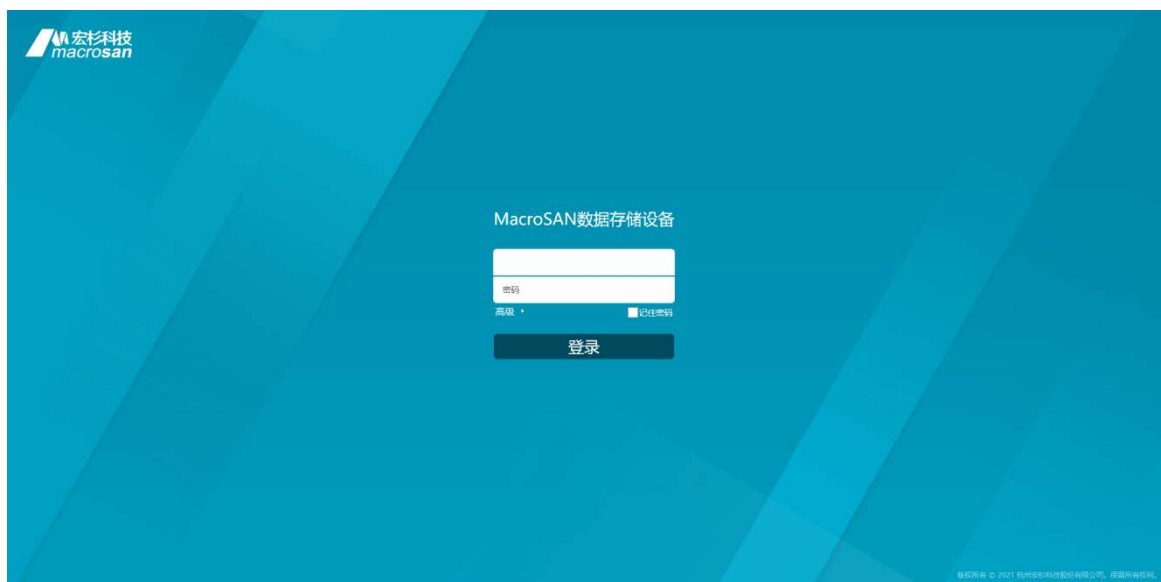 宏杉科技
macrosan
MacroSAN数据存储设备
密码
高级
记住密码
登录
版权所有 © 2021 杭州宏杉科技股份有限公司。保留所有权利。